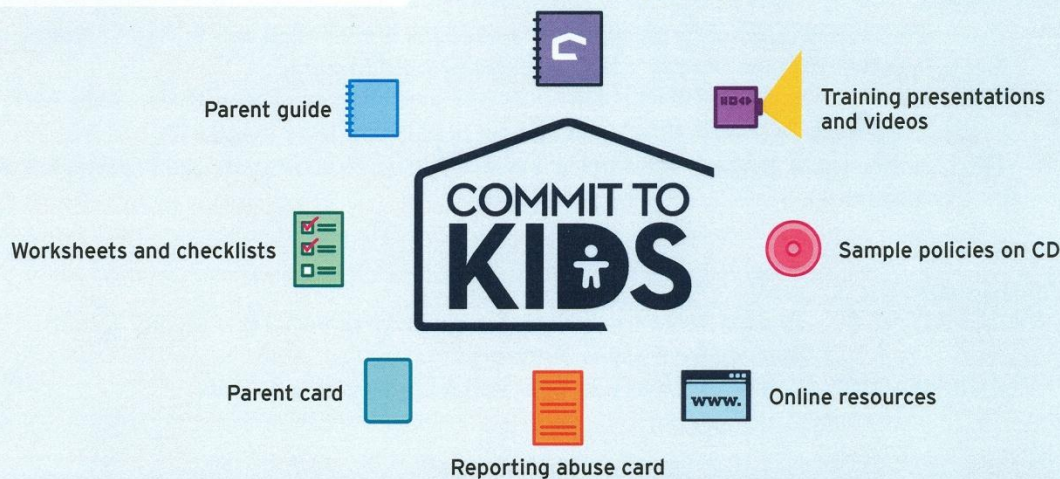 Parent guide
Training presentations
and videos
COMMIT TO
KIDS
Worksheets and checklists
Sample policies on CD
Parent card
www.
Online resources
Reporting abuse card